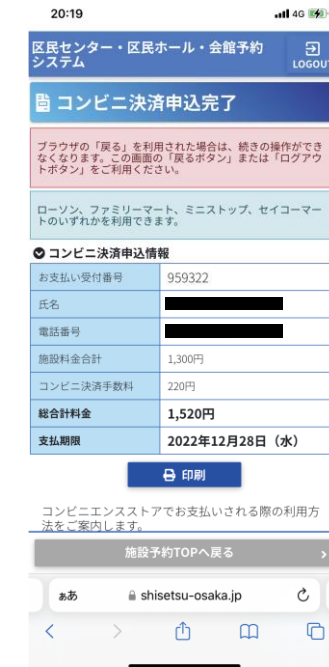 20:19
4G
区民センター・区民ホール・会館予約
システム
LOGOUT
コンビニ決済申込完了
ブラウザの「戻る」を利用された場合は、続きの操作ができ
なくなります。この画面の「戻るボタン」または「ログアウ
トボタン」をご利用ください。
ローソン、ファミリーマート、ミニストップ、セイコーマー
トのいずれかを利用できます。
コンビニ決済申込情報
お支払い受付番号 959322
氏名
電話番号
施設料金合計 1,300円
コンビニ決済手数料 220円
総合計料金 1,520円
支払期限 2022年12月28日（水）
印刷
コンビニエンスストアでお支払いされる際の利用方
法をご案内します。
施設予約TOPへ戻る
ぁあ shisetsu-osaka.jp